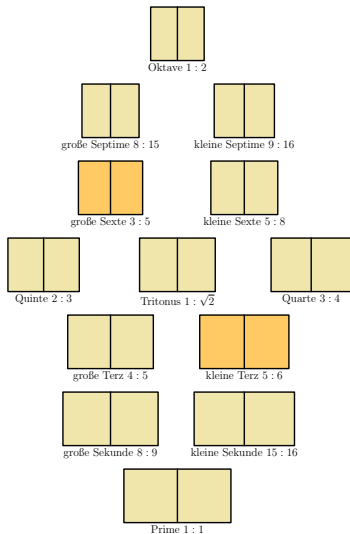 Oktave 1 : 2
große Septime 8 : 15
kleine Septime 9 : 16
große Sexte 3 : 5
kleine Sexte 5 : 8
Quinte 2 : 3
Tritonus 1 : √2
Quarte 3 : 4
große Terz 4 : 5
kleine Terz 5 : 6
große Sekunde 8 : 9
kleine Sekunde 15 : 16
Prime 1 : 1